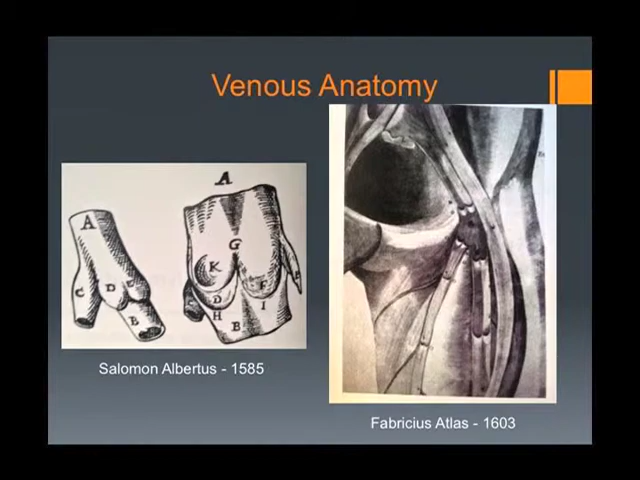 Venous Anatomy
A
A
G
K
C
D
E
F
D
I
H
B
B
Salomon Albertus - 1585
Fabricius Atlas - 1603